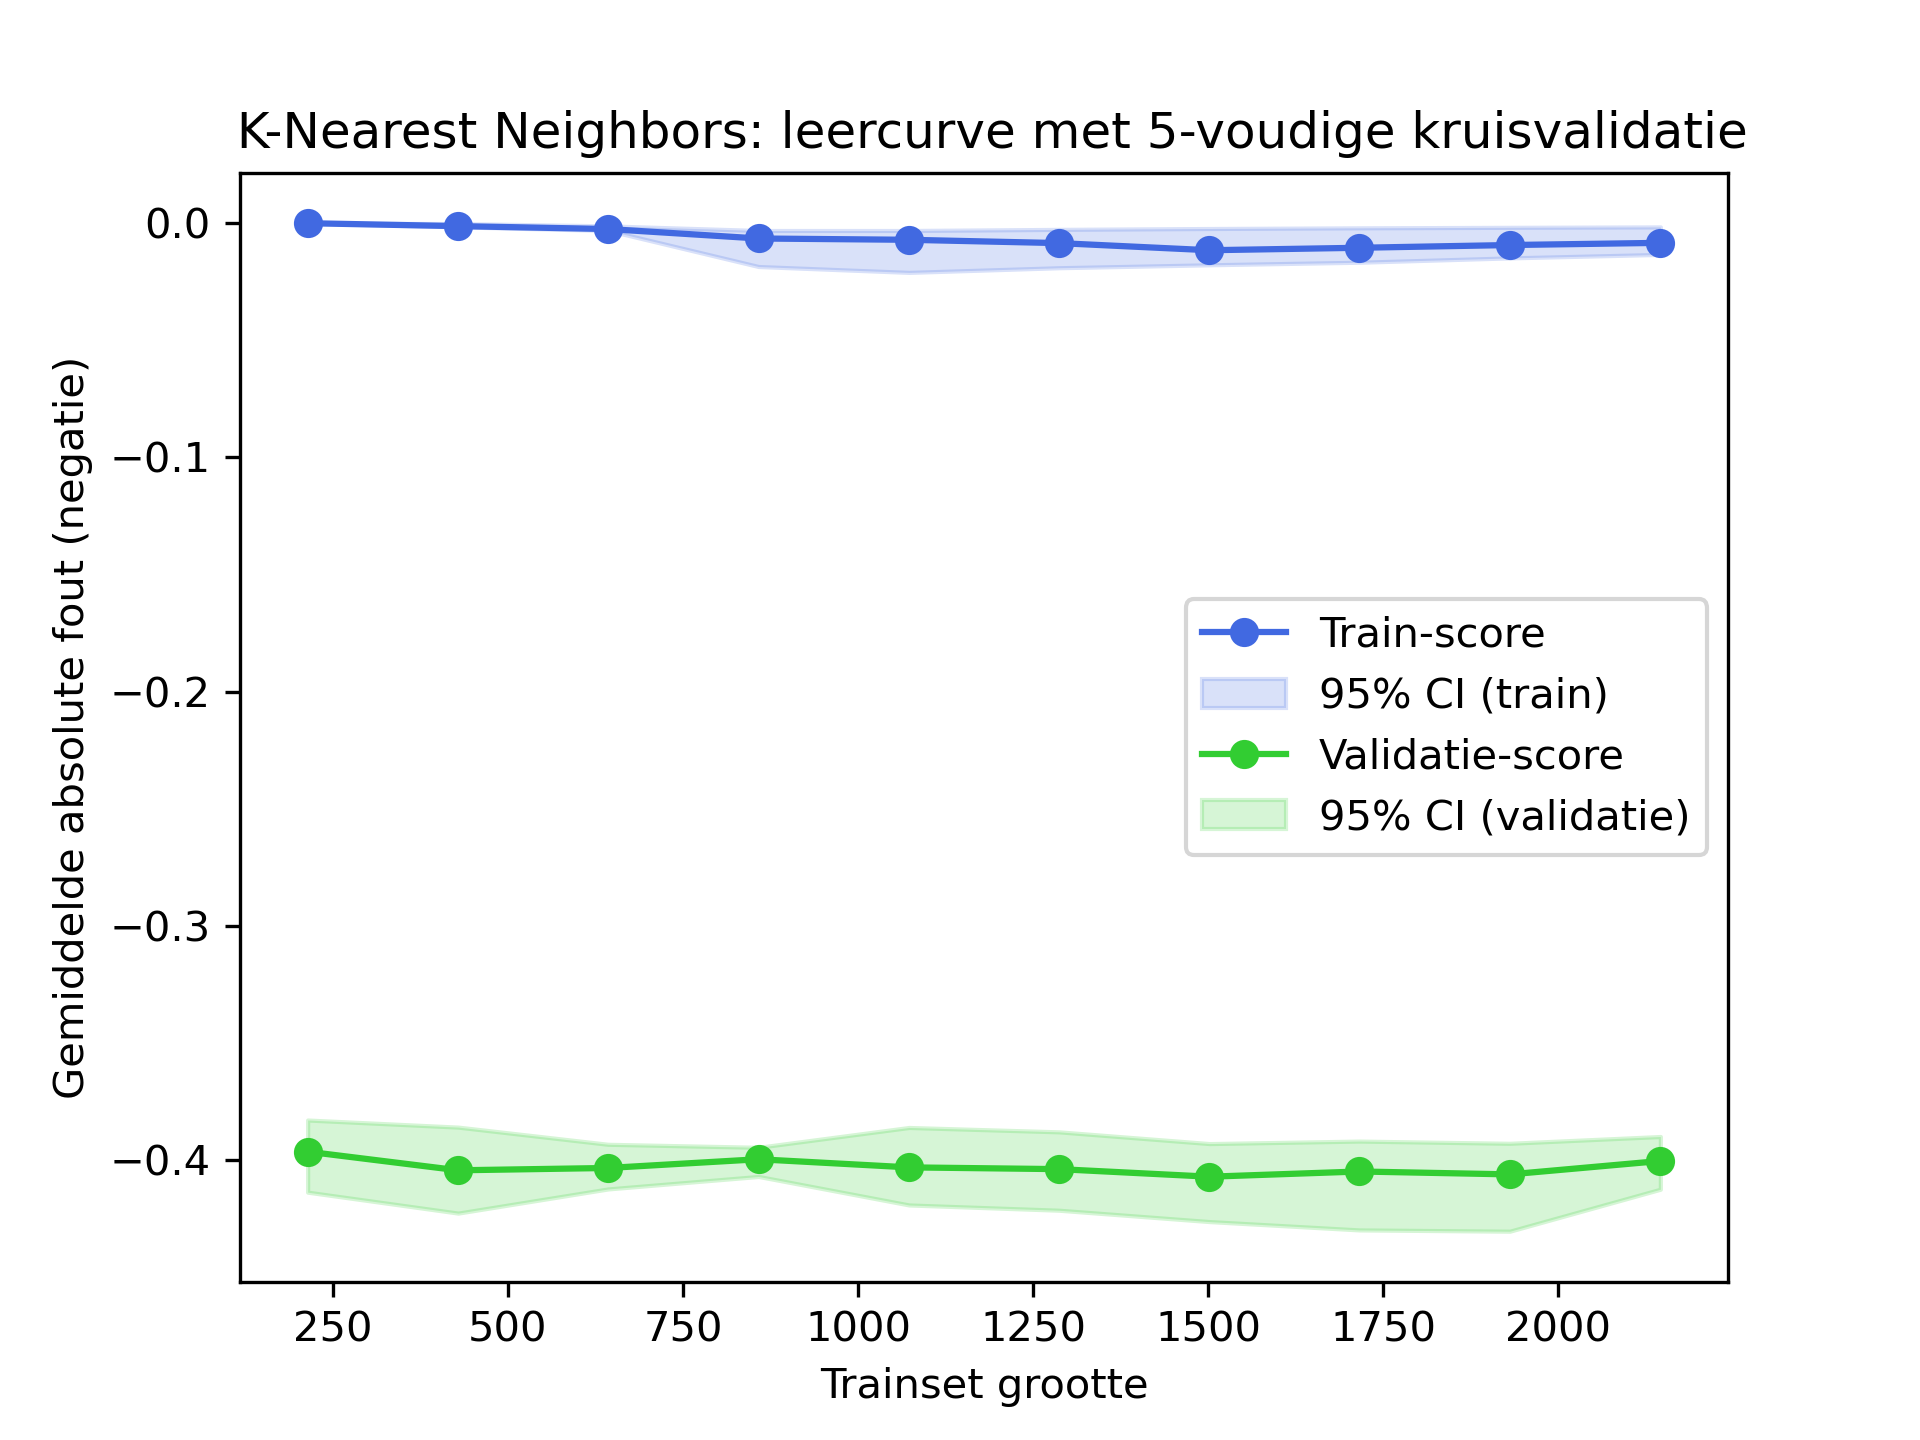 K-Nearest Neighbors: leercurve met 5-voudige kruisvalidatie
Gemiddelde absolute fout (negatie)
0.0
−0.1
−0.2
−0.3
−0.4
Train-score
95% CI (train)
Validatie-score
95% CI (validatie)
250 500 750 1000 1250 1500 1750 2000
Trainset grootte